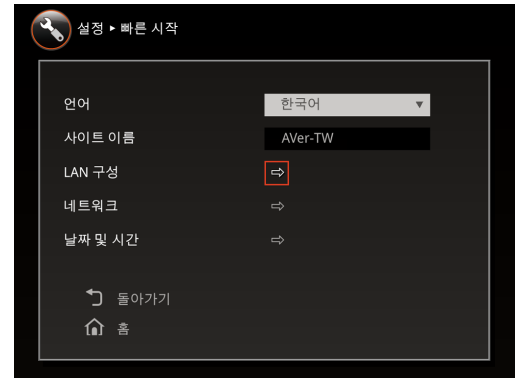 설정 ▸ 빠른 시작
언어 한국어 ▼
사이트 이름 AVer-TW
LAN 구성 ⇨
네트워크 ⇨
날짜 및 시간 ⇨
돌아가기
홈